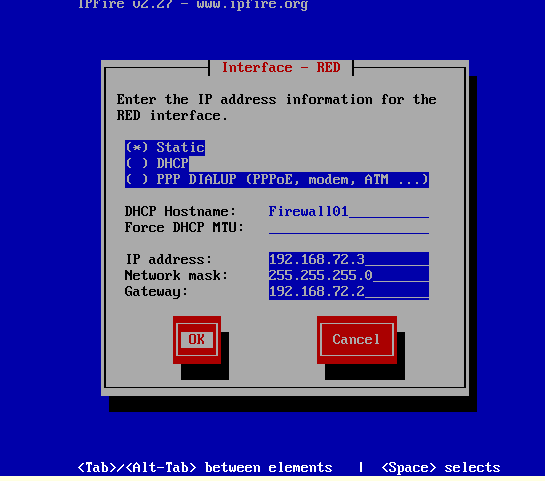 IPFire v2.27 - www.ipfire.org
Interface - RED
Enter the IP address information for the
RED interface.
(*) Static
( ) DHCP
( ) PPP DIALUP (PPPoE, modem, ATM ...)
DHCP Hostname: Firewall01
Force DHCP MTU:
IP address: 192.168.72.3
Network mask: 255.255.255.0
Gateway: 192.168.72.2
OK Cancel
<Tab>/<Alt-Tab> between elements | <Space> selects